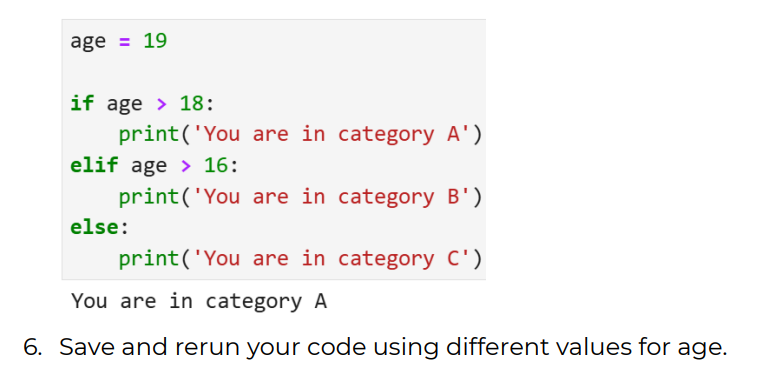 age = 19
if age > 18:
    print('You are in category A')
elif age > 16:
    print('You are in category B')
else:
    print('You are in category C')
You are in category A
6. Save and rerun your code using different values for age.